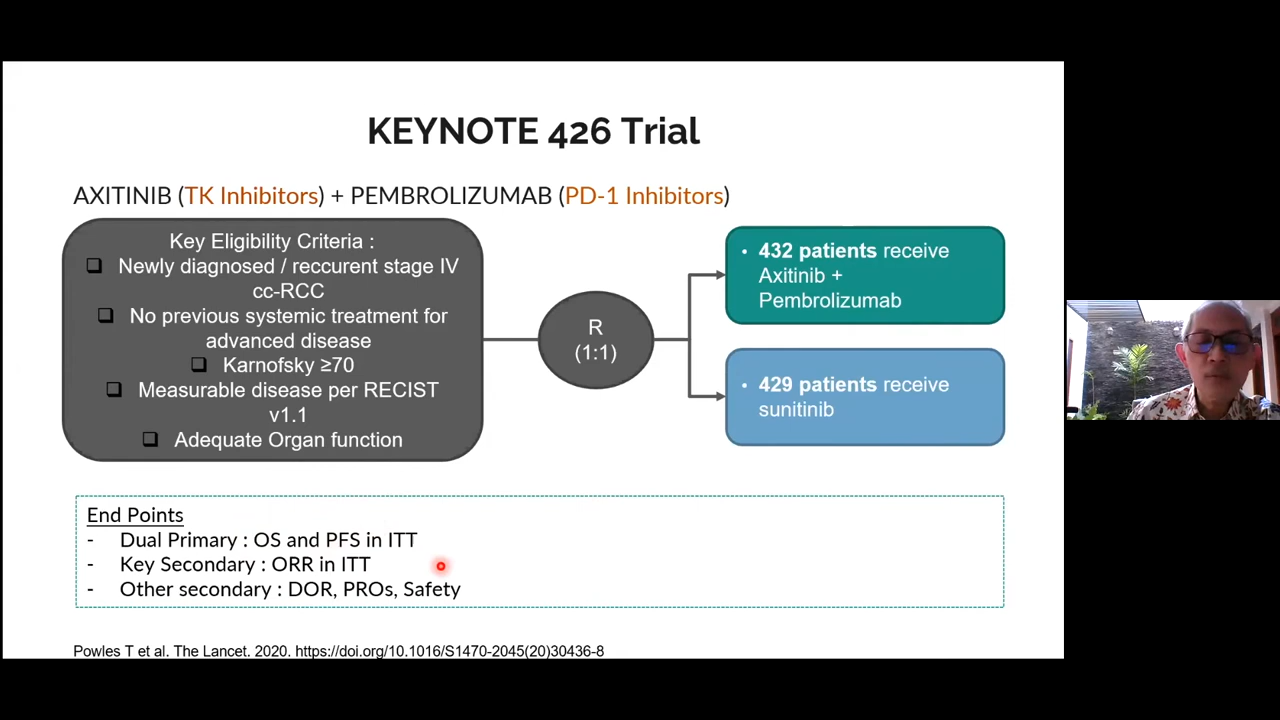 KEYNOTE 426 Trial
AXITINIB (TK Inhibitors) + PEMBROLIZUMAB (PD-1 Inhibitors)
Key Eligibility Criteria :
❑ Newly diagnosed / reccurent stage IV
cc-RCC
❑ No previous systemic treatment for
advanced disease
❑ Karnofsky ≥70
❑ Measurable disease per RECIST
v1.1
❑ Adequate Organ function
R
(1:1)
• 432 patients receive
Axitinib +
Pembrolizumab
• 429 patients receive
sunitinib
End Points
- Dual Primary : OS and PFS in ITT
- Key Secondary : ORR in ITT
- Other secondary : DOR, PROs, Safety
Powles T et al. The Lancet. 2020. https://doi.org/10.1016/S1470-2045(20)30436-8